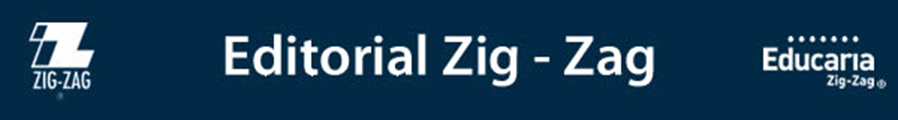 ZIG-ZAG
Editorial Zig - Zag
Educaria
Zig-Zag®